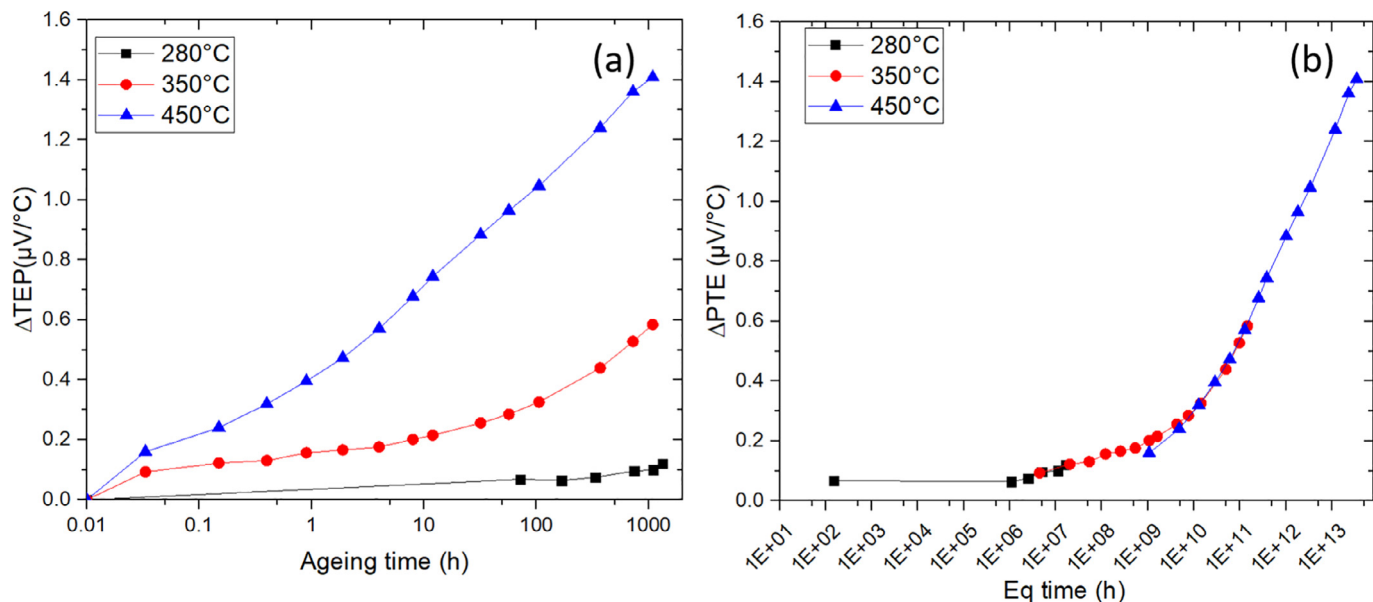 (a)
280°C
350°C
450°C
ΔTEP(μV/°C)
1.6
1.4
1.2
1.0
0.8
0.6
0.4
0.2
0.0
0.01
0.1
1
10
100
1000
Ageing time (h)
(b)
280°C
350°C
450°C
ΔPTE (μV/°C)
1.6
1.4
1.2
1.0
0.8
0.6
0.4
0.2
0.0
1E+01
1E+02
1E+03
1E+04
1E+05
1E+06
1E+07
1E+08
1E+09
1E+10
1E+11
1E+12
1E+13
Eq time (h)